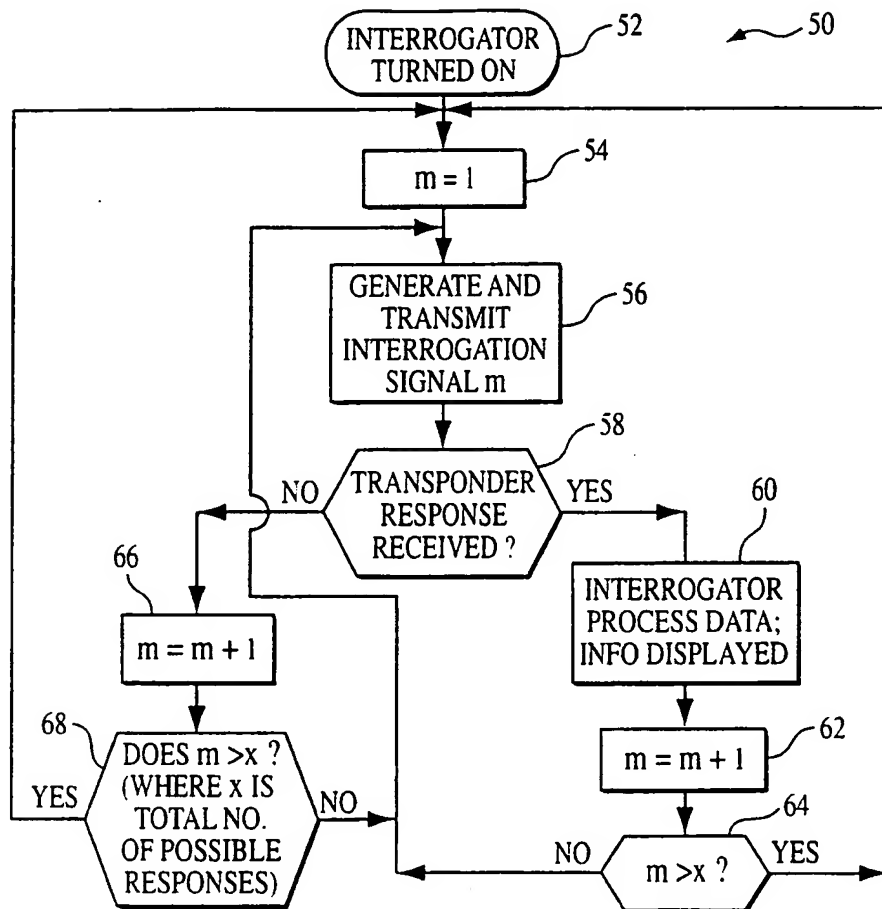 INTERROGATOR
TURNED ON
52
50
m = 1
54
GENERATE AND
TRANSMIT
INTERROGATION
SIGNAL m
56
58
TRANSPONDER
RESPONSE
RECEIVED ?
NO
YES
60
INTERROGATOR
PROCESS DATA;
INFO DISPLAYED
66
m = m + 1
62
m = m + 1
68
DOES m >x ?
(WHERE x IS
TOTAL NO.
OF POSSIBLE
RESPONSES)
YES
NO
64
m >x ?
NO
YES